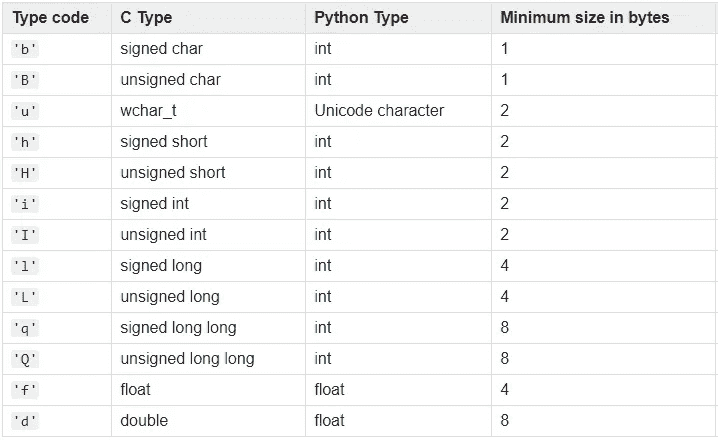 Type code C Type Python Type Minimum size in bytes
'b' signed char int 1
'B' unsigned char int 1
'u' wchar_t Unicode character 2
'h' signed short int 2
'H' unsigned short int 2
'i' signed int int 2
'I' unsigned int int 2
'l' signed long int 4
'L' unsigned long int 4
'q' signed long long int 8
'Q' unsigned long long int 8
'f' float float 4
'd' double float 8